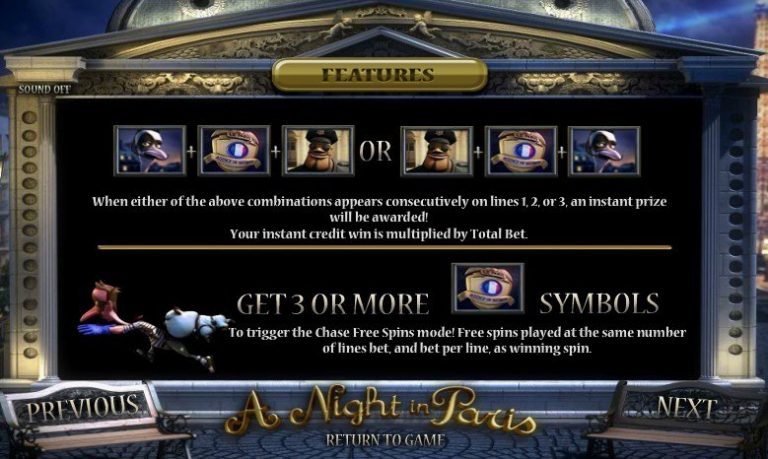 FEATURES
SOUND OFF
+ + OR + +
When either of the above combinations appears consecutively on lines 1, 2, or 3, an instant prize
will be awarded!
Your instant credit win is multiplied by Total Bet.
GET 3 OR MORE SYMBOLS
To trigger the Chase Free Spins mode! Free spins played at the same number
of lines bet, and bet per line, as winning spin.
PREVIOUS
A Night in Paris
NEXT
RETURN TO GAME